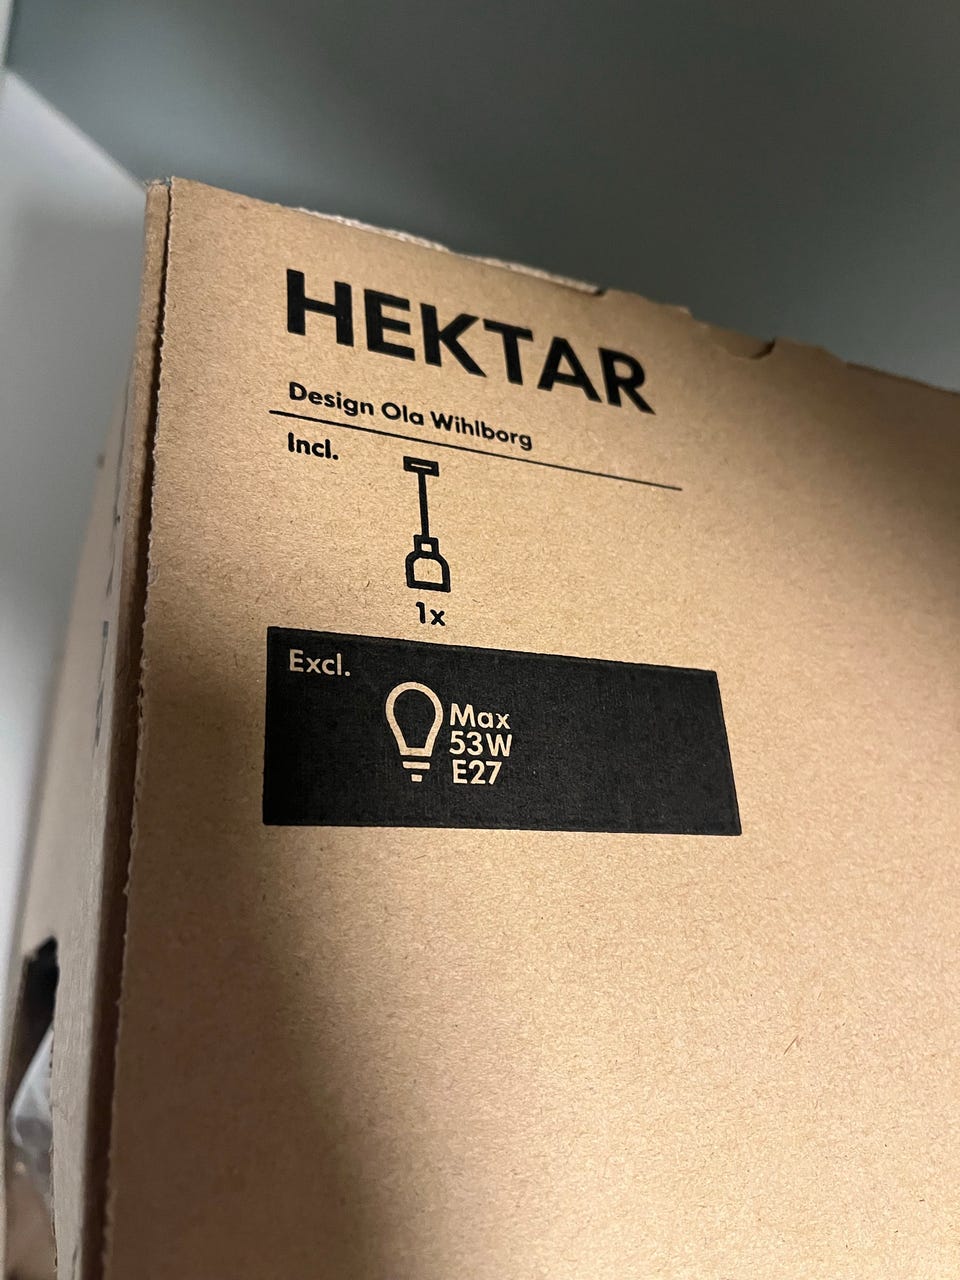 HEKTAR
Design Ola Wihlborg
Incl.
1x
Excl.
Max
53W
E27